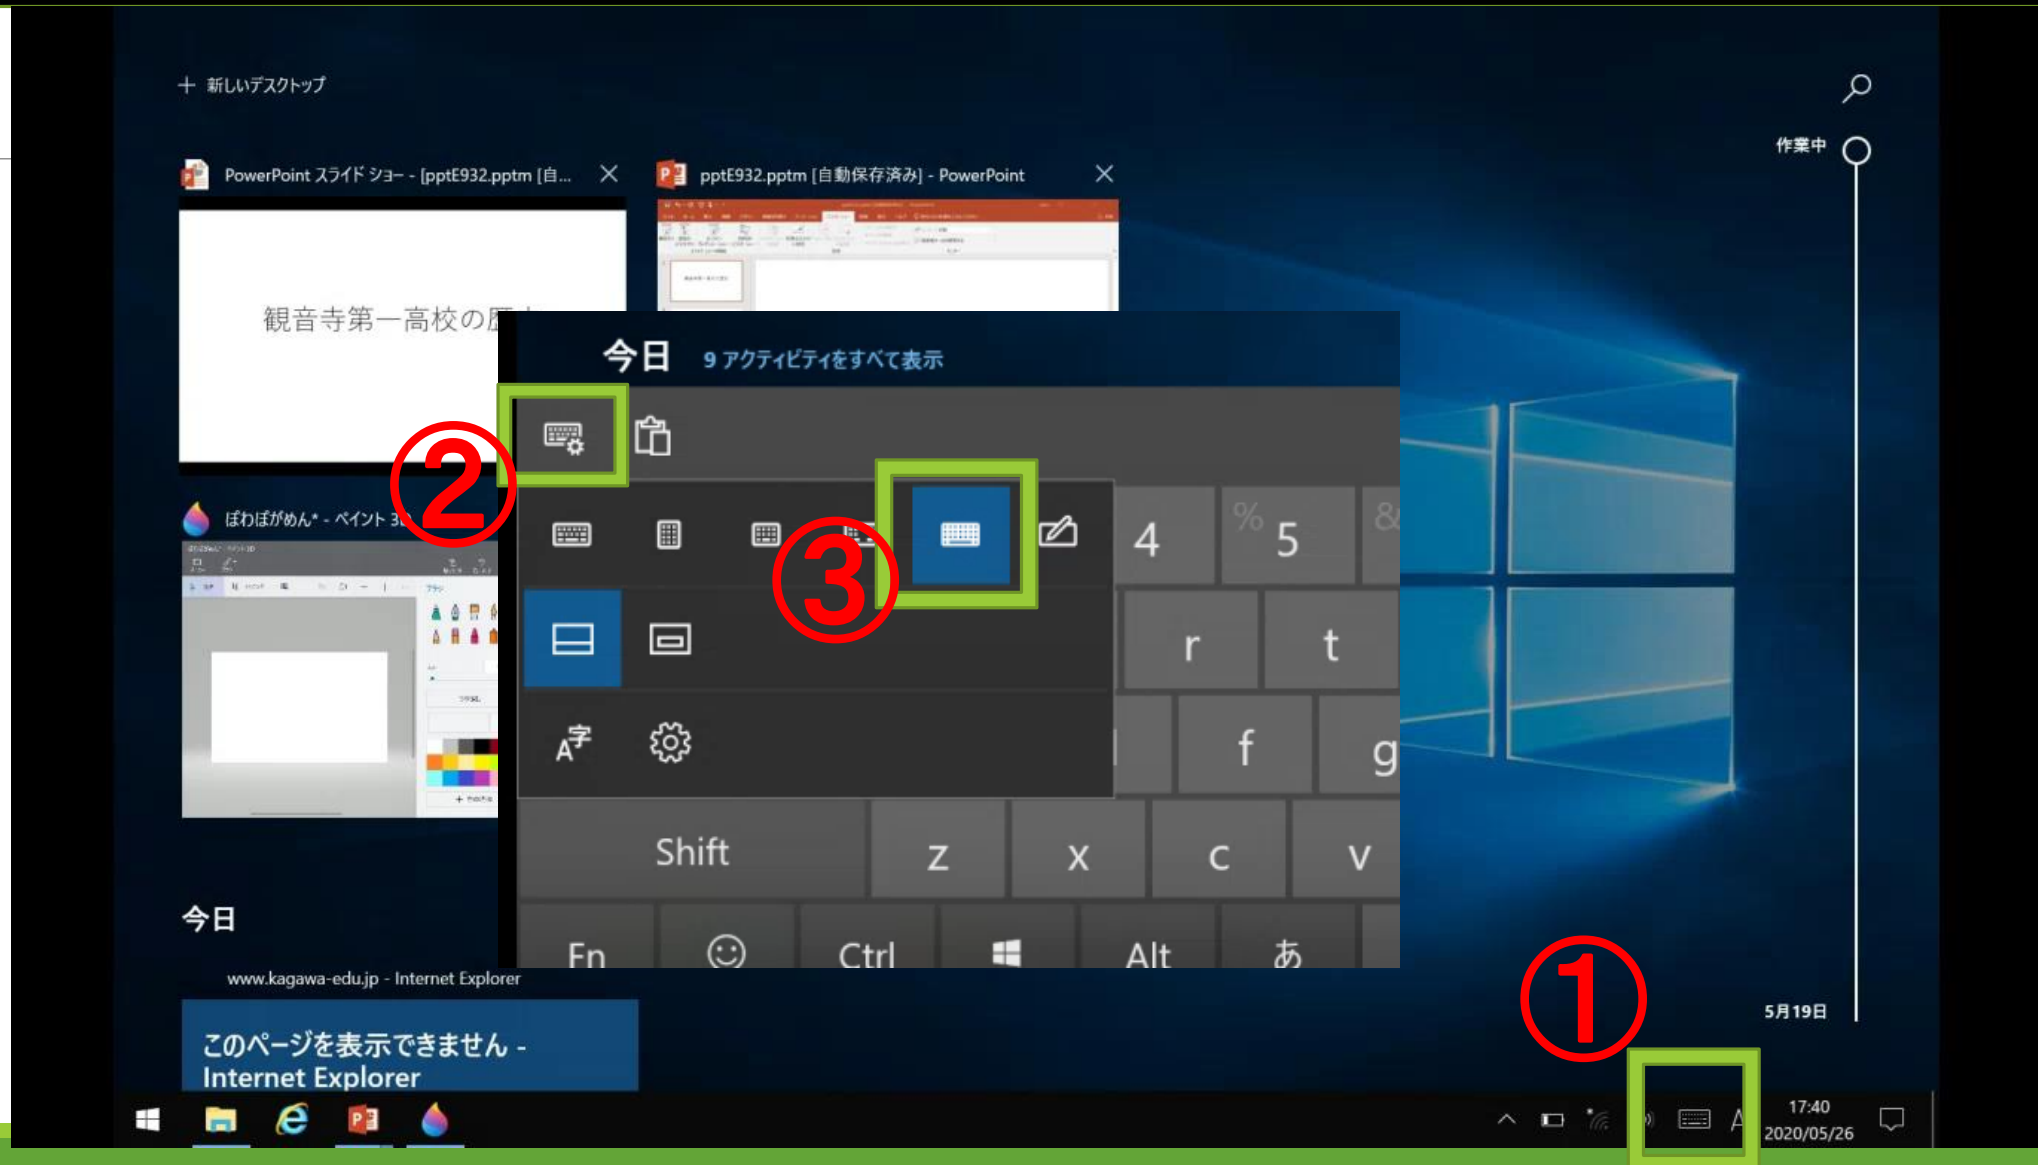 新しいデスクトップ
作業中
PowerPoint スライド ショー - [pptE932.pptm [自...
pptE932.pptm [自動保存済み] - PowerPoint
観音寺第一高校の歴
今日 9 アクティビティをすべて表示
②
ぽわぽがめん* - ペイント 3D
③
4 % 5 &
r t
A字
f g
Shift z x c v
Fn Ctrl Alt あ
今日
www.kagawa-edu.jp - Internet Explorer
①
5月19日
このページを表示できません -
Internet Explorer
A
17:40
2020/05/26